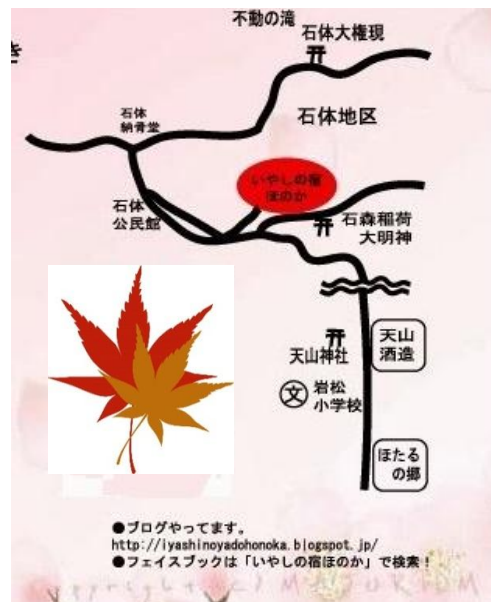 不動の滝
石体大権現
き
石体
納骨堂
石体地区
いやしの宿
ほのか
石体
公民館
石森稲荷
大明神
天山神社
天山
酒造
文
岩松
小学校
ほたる
の郷
●ブログやってます。
http://iyashinoyadohonoka.blogspot.jp/
●フェイスブックは「いやしの宿ほのか」で検索！